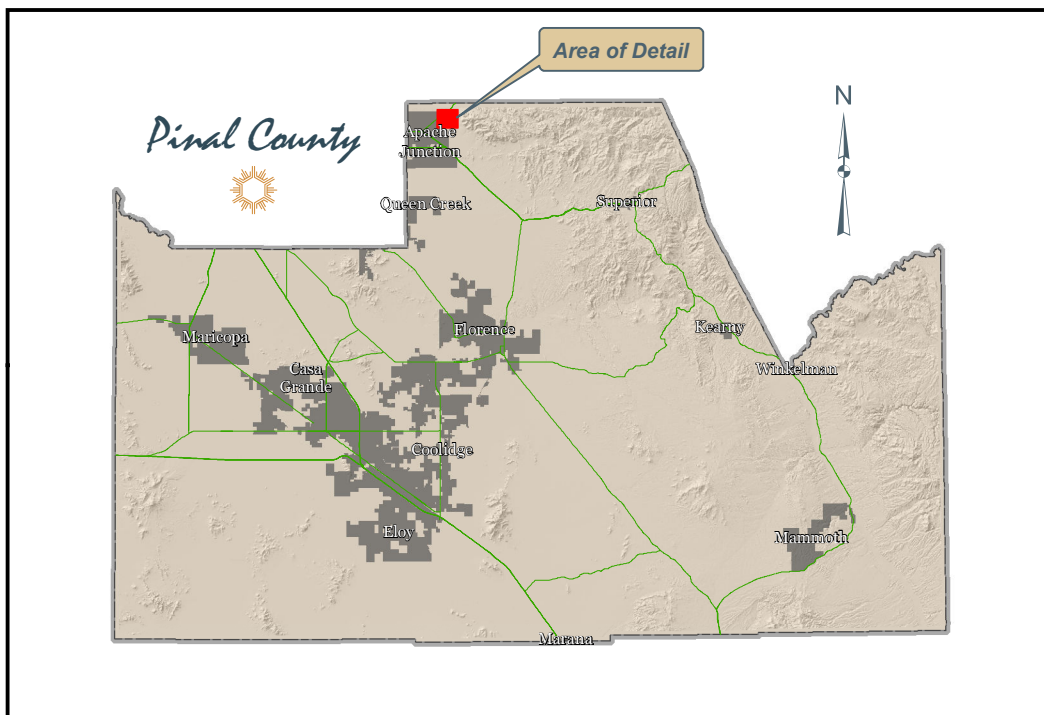 Area of Detail
N
Pinal County
Apache
Junction
Queen Creek
Superior
Florence
Maricopa
Kearny
Casa
Grande
Winkelman
Coolidge
Eloy
Mammoth
Marana